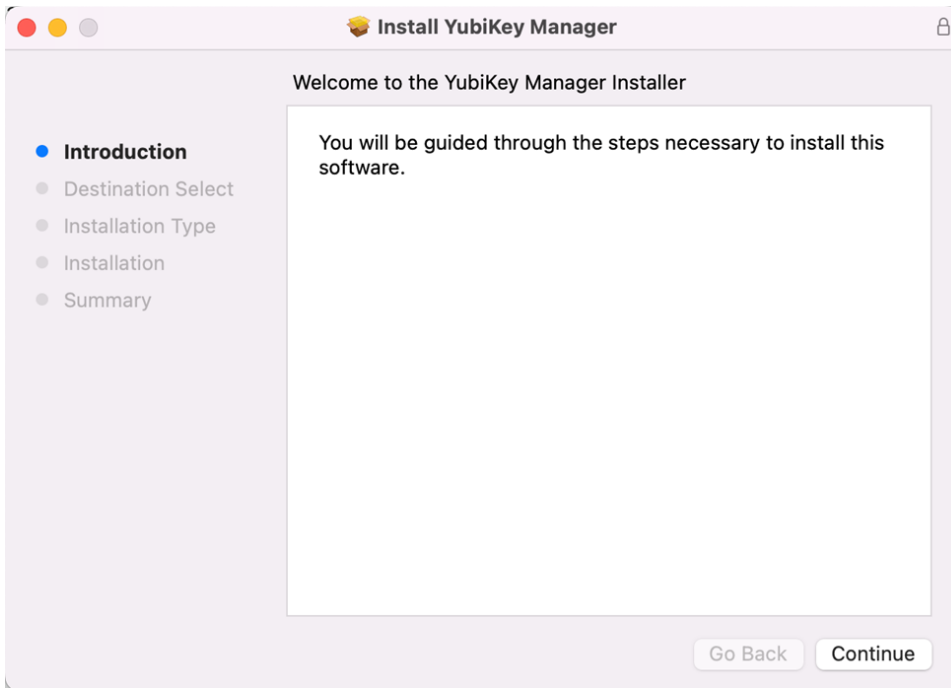 Install YubiKey Manager
Welcome to the YubiKey Manager Installer
Introduction
Destination Select
Installation Type
Installation
Summary
You will be guided through the steps necessary to install this
software.
Go Back
Continue